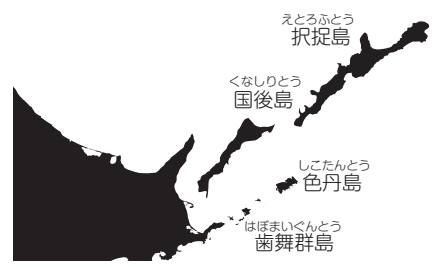 えとろふとう
択捉島
くなしりとう
国後島
しこたんとう
色丹島
はぼまいぐんとう
歯舞群島